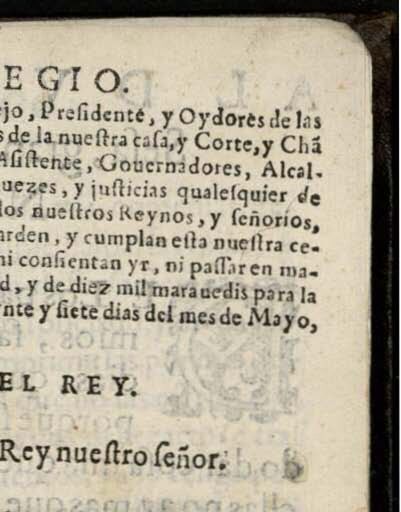 EGIO.
ejo, Presidente, y Oydores de las
s de la nuestra casa, y Corte, y Chã
Asistente, Gouernadores, Alcal-
uezes, y justicias qualesquier de
los nuestros Reynos, y señorios,
arden, y cumplan esta nuestra ce-
ni consientan yr, ni passar en ma-
d, y de diez mil marauedis para la
nte y siete dias del mes de Mayo,
EL REY.
Rey nuestro señor.